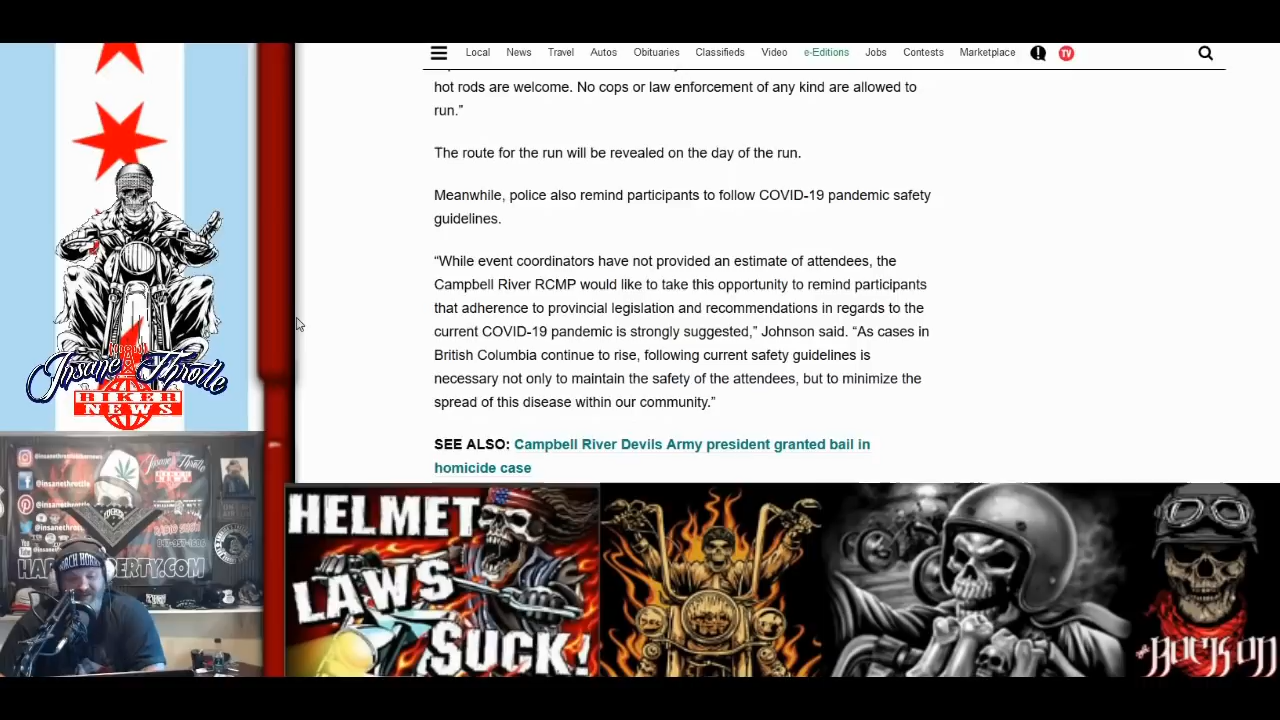 Local News Travel Autos Obituaries Classifieds Video e-Editions Jobs Contests Marketplace TV
hot rods are welcome. No cops or law enforcement of any kind are allowed to
run.”
The route for the run will be revealed on the day of the run.
Meanwhile, police also remind participants to follow COVID-19 pandemic safety
guidelines.
“While event coordinators have not provided an estimate of attendees, the
Campbell River RCMP would like to take this opportunity to remind participants
that adherence to provincial legislation and recommendations in regards to the
current COVID-19 pandemic is strongly suggested,” Johnson said. “As cases in
British Columbia continue to rise, following current safety guidelines is
necessary not only to maintain the safety of the attendees, but to minimize the
spread of this disease within our community.”
SEE ALSO: Campbell River Devils Army president granted bail in
homicide case
Insane Throttle
BIKER
NEWS
@insanethrottle
HELMET
LAWS
SUCK!
ROCK ON